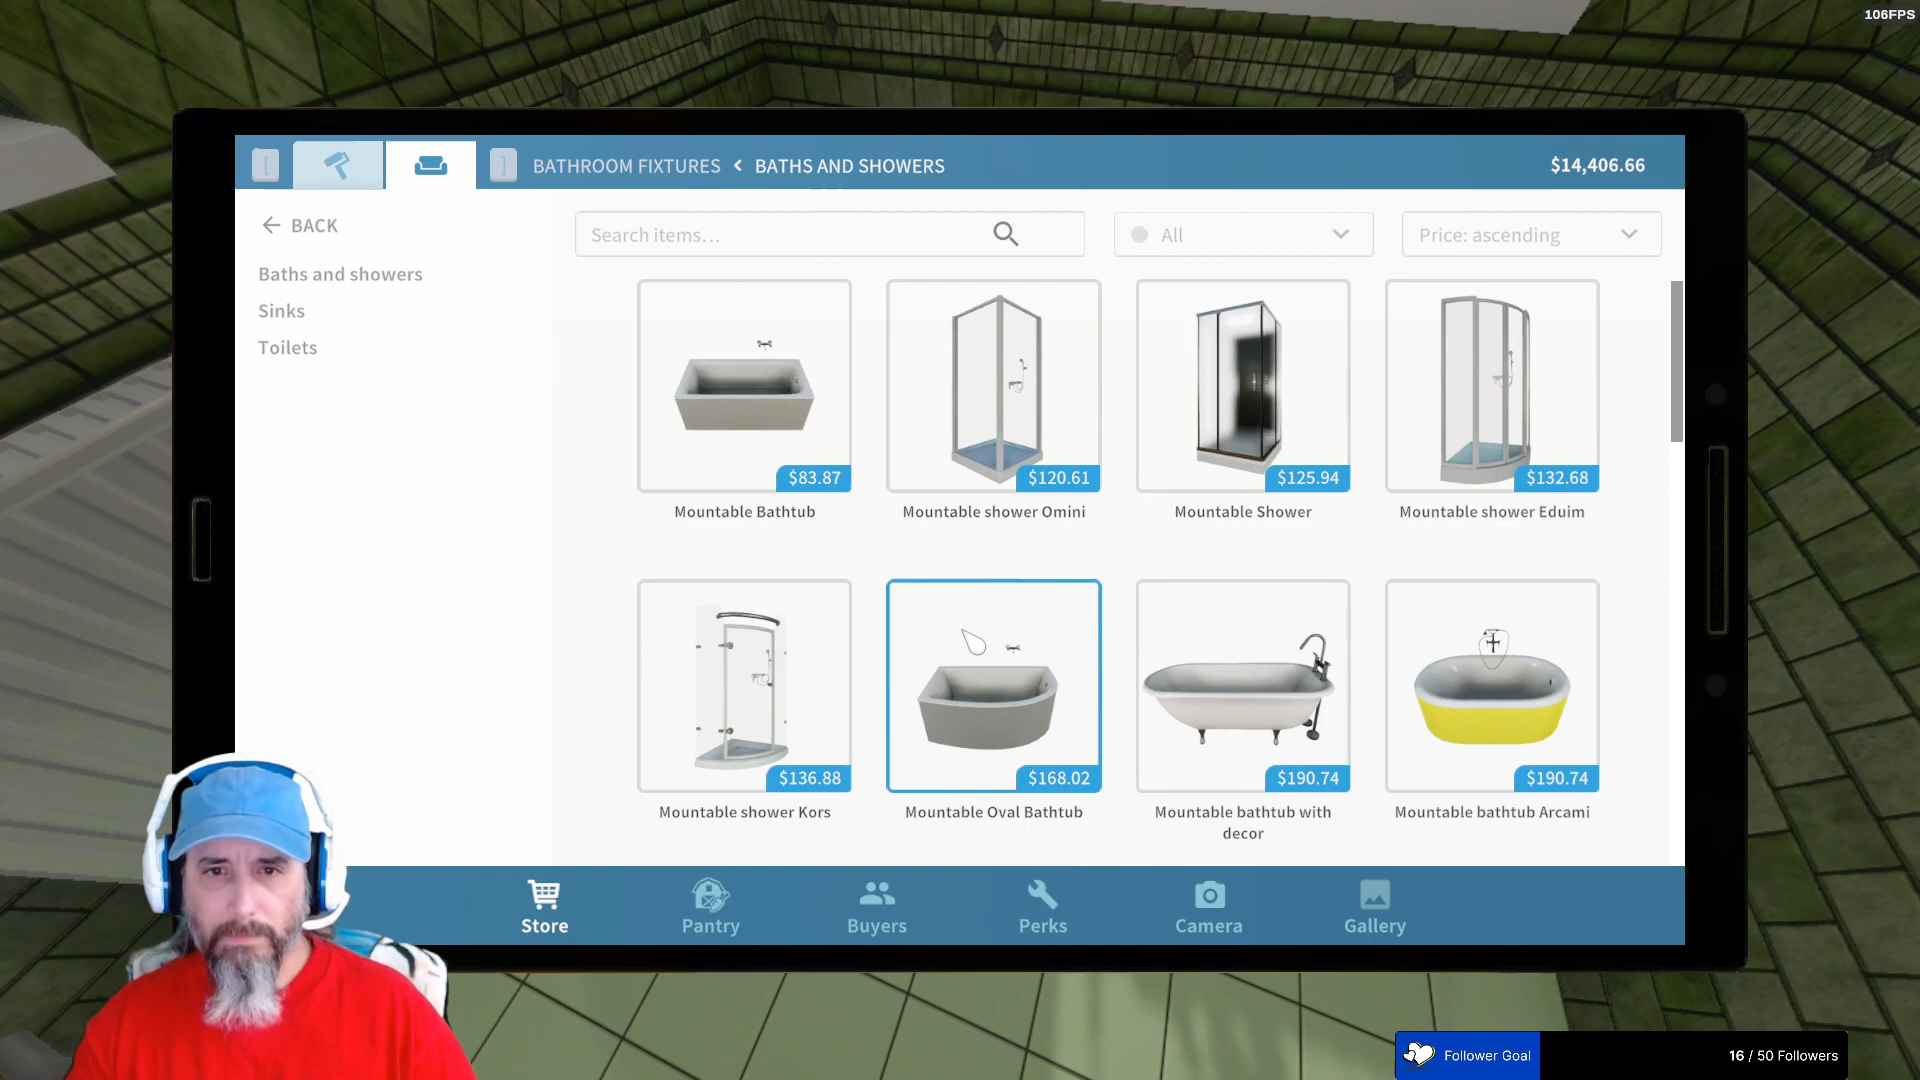 106FPS
[
]
BATHROOM FIXTURES < BATHS AND SHOWERS
$14,406.66
BACK
Baths and showers
Sinks
Toilets
Search items...
All
Price: ascending
$83.87
$120.61
$125.94
$132.68
Mountable Bathtub
Mountable shower Omini
Mountable Shower
Mountable shower Eduim
$136.88
$168.02
$190.74
$190.74
Mountable shower Kors
Mountable Oval Bathtub
Mountable bathtub with
decor
Mountable bathtub Arcami
Store
Pantry
Buyers
Perks
Camera
Gallery
Follower Goal
16 / 50 Followers